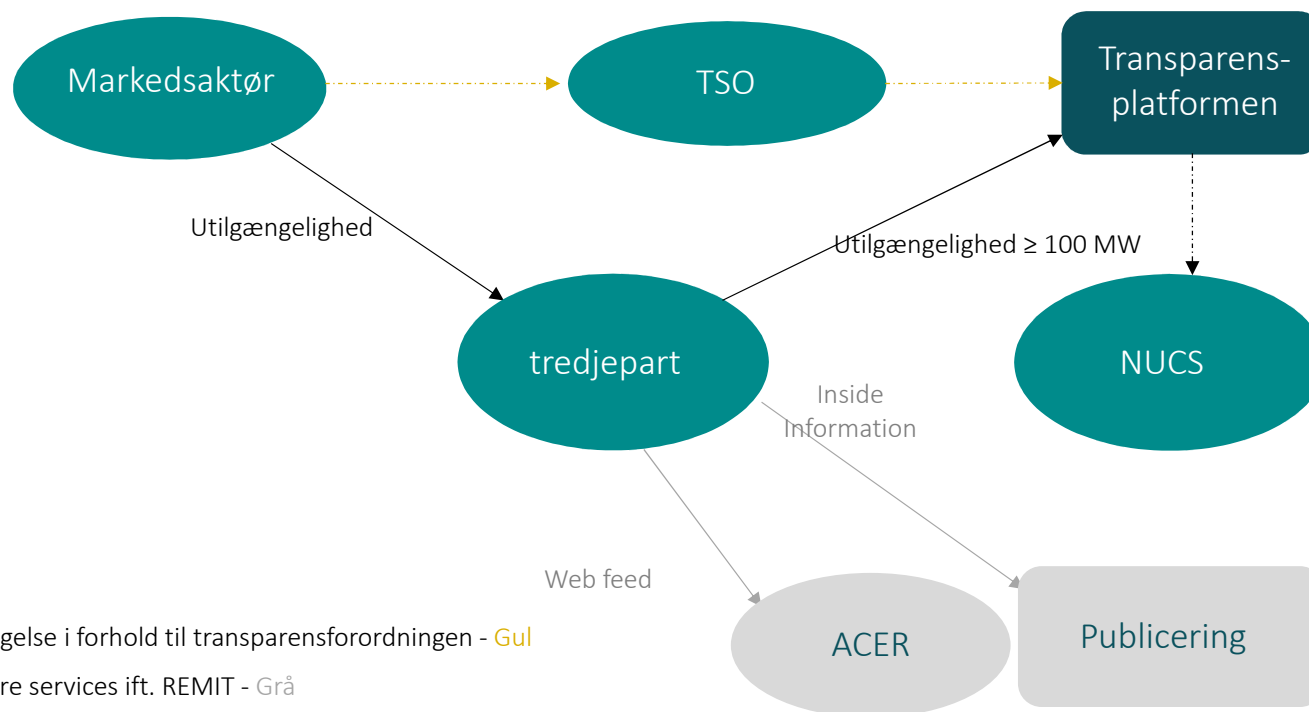 Markedsaktør
TSO
Transparens-
platformen
Utilgængelighed
Utilgængelighed ≥ 100 MW
tredjepart
NUCS
Inside
Information
Web feed
ACER
Publicering
gelse i forhold til transparensforordningen - Gul
re services ift. REMIT - Grå